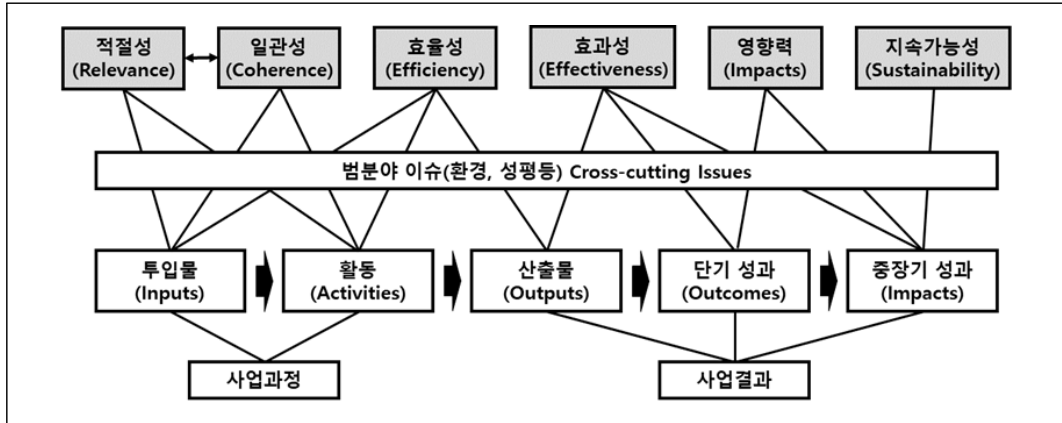 적절성
(Relevance)
일관성
(Coherence)
효율성
(Efficiency)
효과성
(Effectiveness)
영향력
(Impacts)
지속가능성
(Sustainability)
범분야 이슈(환경, 성평등) Cross-cutting Issues
투입물
(Inputs)
활동
(Activities)
산출물
(Outputs)
단기 성과
(Outcomes)
중장기 성과
(Impacts)
사업과정
사업결과